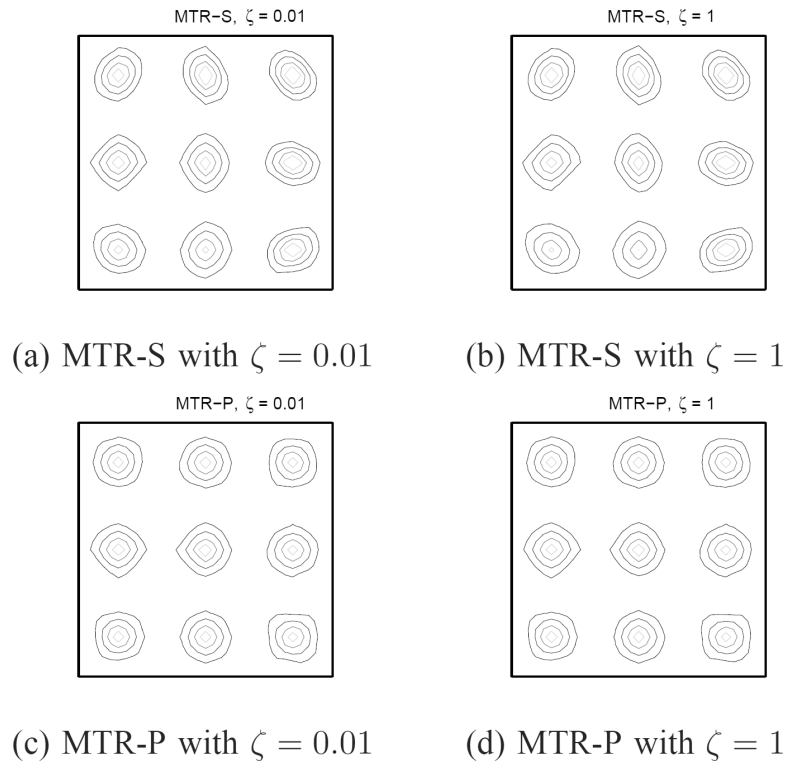 MTR−S, ζ = 0.01
MTR−S, ζ = 1
(a) MTR-S with ζ = 0.01
(b) MTR-S with ζ = 1
MTR−P, ζ = 0.01
MTR−P, ζ = 1
(c) MTR-P with ζ = 0.01
(d) MTR-P with ζ = 1